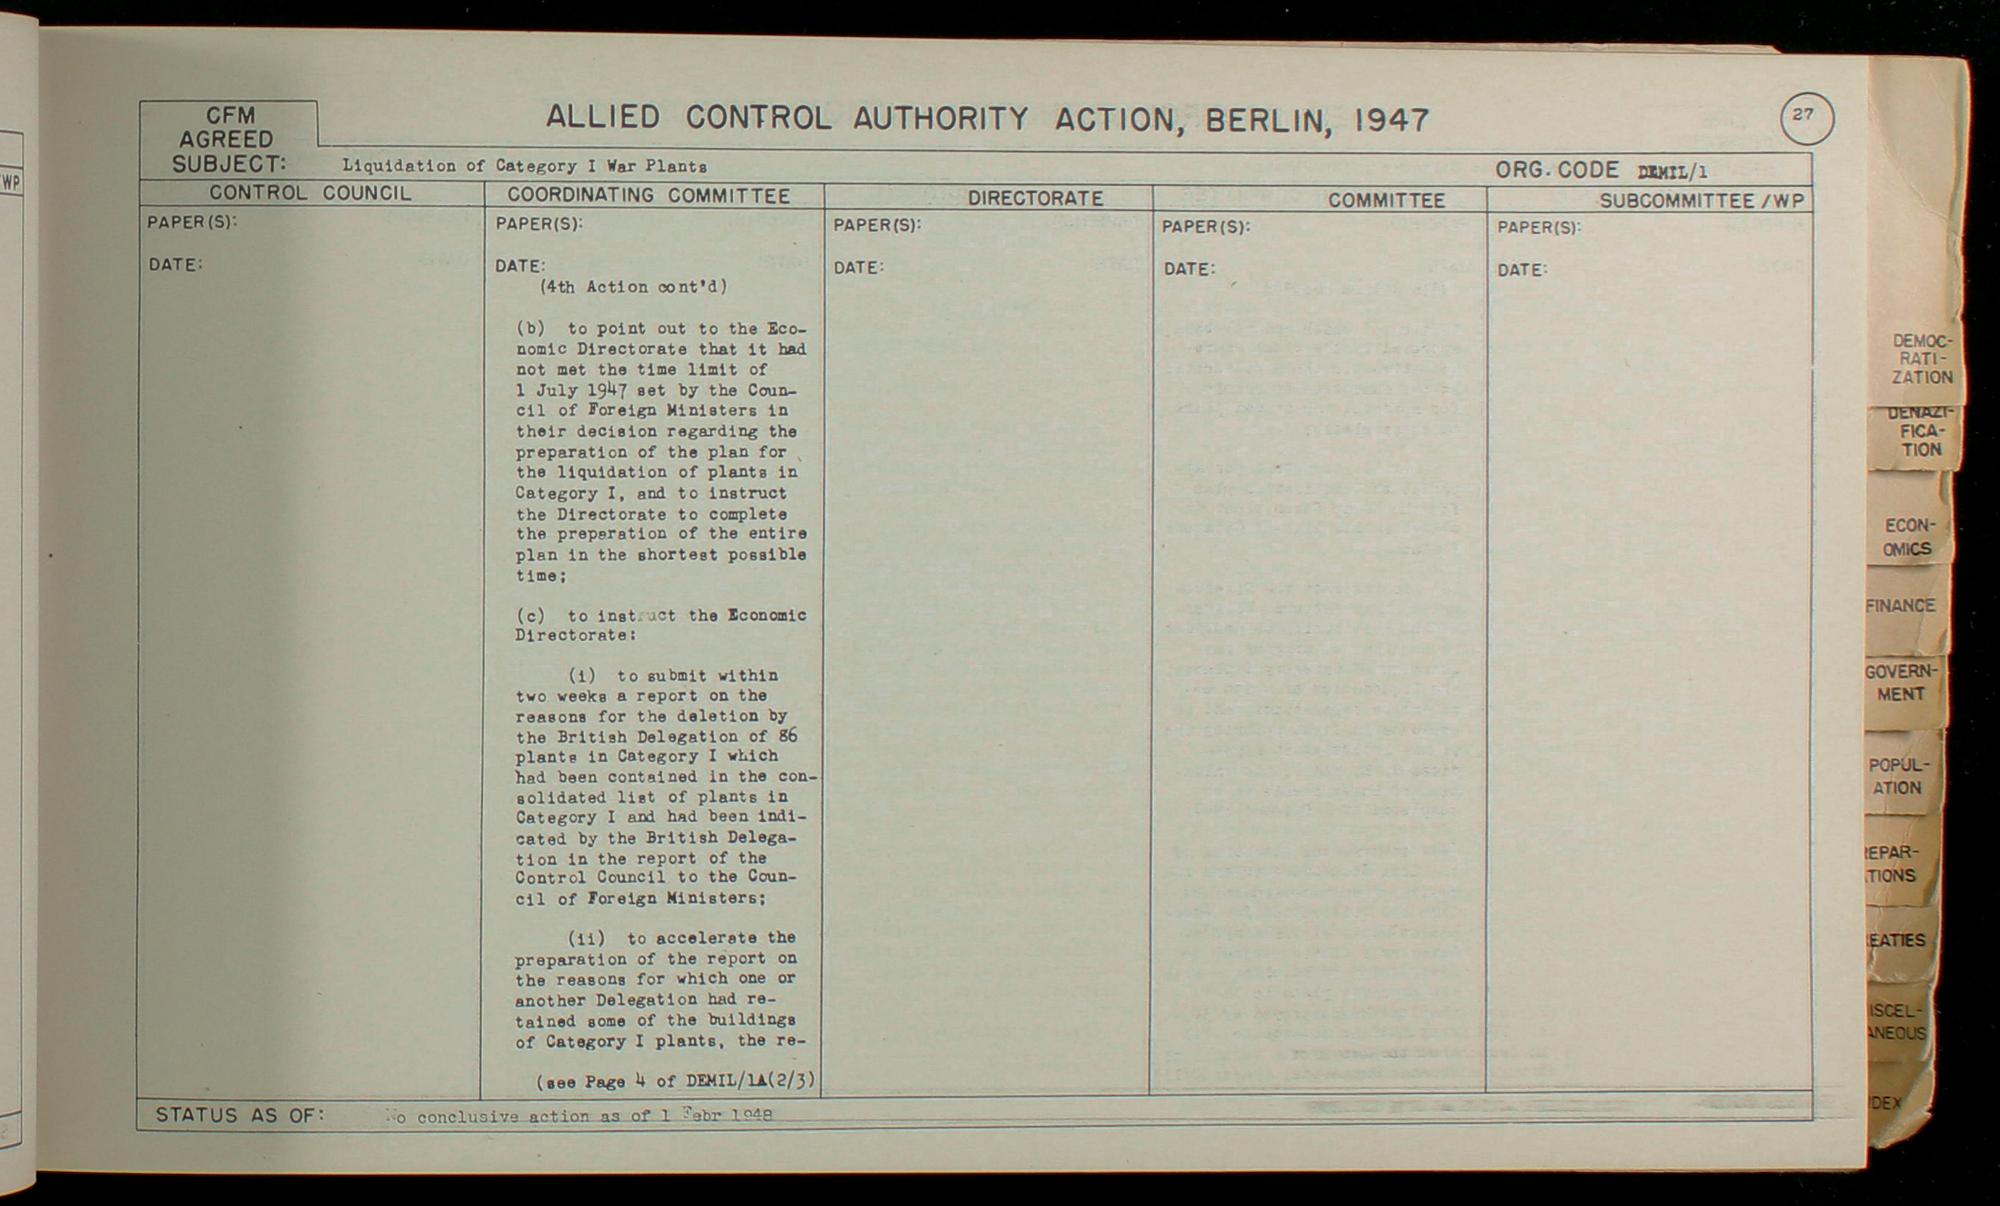 CFM
AGREED
SUBJECT: Liquidation of Category I War Plants
ALLIED CONTROL AUTHORITY ACTION, BERLIN, 1947
27
ORG. CODE DEMIL/1
CONTROL COUNCIL
COORDINATING COMMITTEE
DIRECTORATE
COMMITTEE
SUBCOMMITTEE/WP
PAPER(S):
DATE:
PAPER(S):
DATE:
(4th Action cont'd)
(b) to point out to the Eco-
nomic Directorate that it had
not met the time limit of
1 July 1947 set by the Coun-
cil of Foreign Ministers in
their decision regarding the
preparation of the plan for
the liquidation of plants in
Category I, and to instruct
the Directorate to complete
the preparation of the entire
plan in the shortest possible
time;
(c) to instruct the Economic
Directorate:
(i) to submit within
two weeks a report on the
reasons for the deletion by
the British Delegation of 86
plants in Category I which
had been contained in the con-
solidated list of plants in
Category I and had been indi-
cated by the British Delega-
tion in the report of the
Control Council to the Coun-
cil of Foreign Ministers;
(ii) to accelerate the
preparation of the report on
the reasons for which one or
another Delegation had re-
tained some of the buildings
of Category I plants, the re-
(see Page 4 of DEMIL/1A(2/3)
PAPER(S):
DATE:
PAPER(S):
DATE:
PAPER(S):
DATE:
STATUS AS OF: No conclusive action as of 1 Febr 1948
WP
DEMOC-
RATI-
ZATION
DENAZI-
FICA-
TION
ECON-
OMICS
FINANCE
GOVERN-
MENT
POPUL-
ATION
EPAR-
TIONS
EATIES
ISCEL-
ANEOUS
DEX